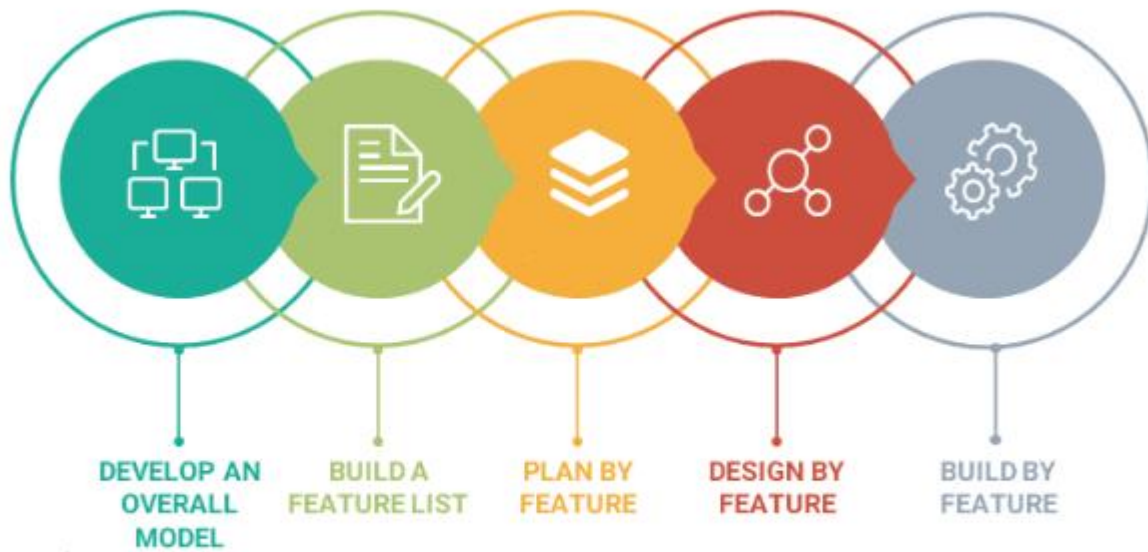 DEVELOP AN
OVERALL
MODEL
BUILD A
FEATURE LIST
PLAN BY
FEATURE
DESIGN BY
FEATURE
BUILD BY
FEATURE